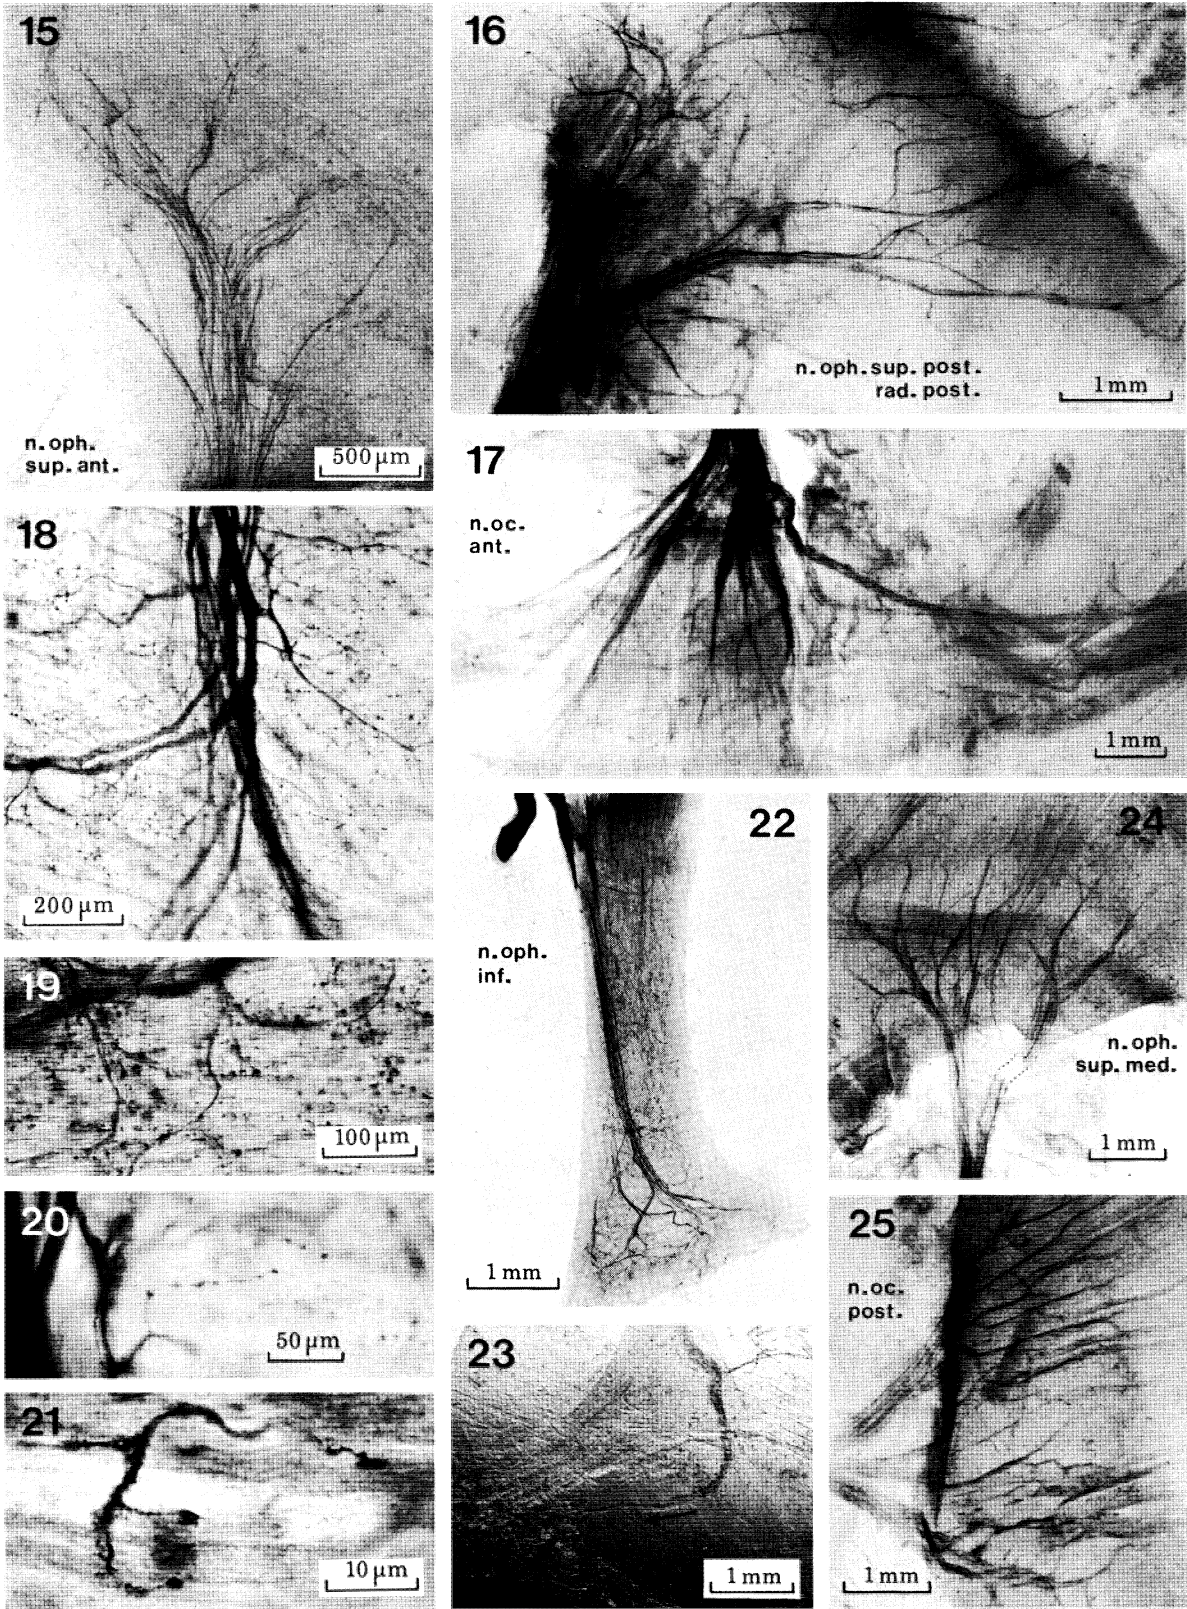 15
n.oph.
sup.ant.
500 µm
16
n.oph.sup.post.
rad.post.
1 mm
17
n.oc.
ant.
1 mm
18
200 µm
19
100 µm
20
50 µm
21
10 µm
22
n.oph.
inf.
1 mm
23
1 mm
24
n.oph.
sup.med.
1 mm
25
n.oc.
post.
1 mm